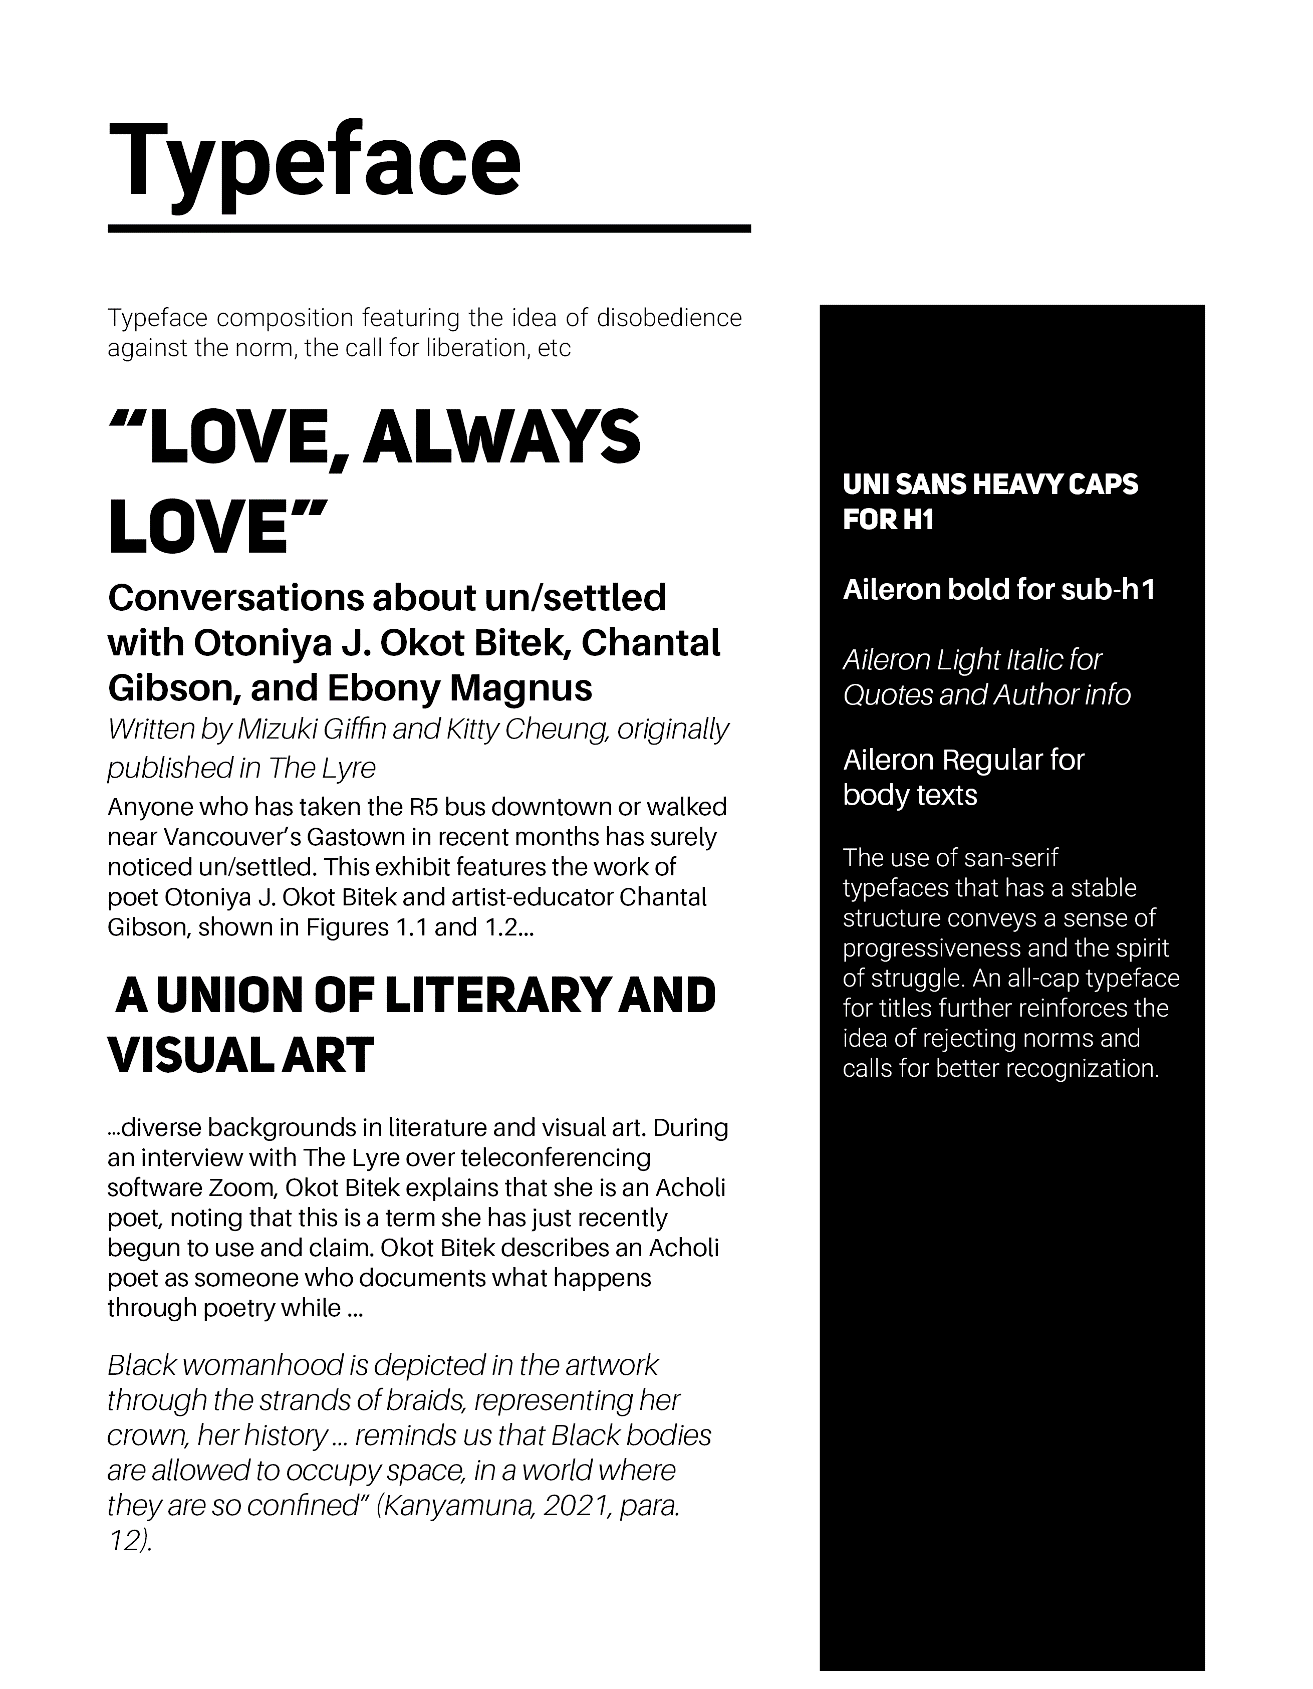 Typeface
Typeface composition featuring the idea of disobedience
against the norm, the call for liberation, etc
“LOVE, ALWAYS
LOVE”
Conversations about un/settled
with Otoniya J. Okot Bitek, Chantal
Gibson, and Ebony Magnus
Written by Mizuki Giffin and Kitty Cheung, originally
published in The Lyre
Anyone who has taken the R5 bus downtown or walked
near Vancouver’s Gastown in recent months has surely
noticed un/settled. This exhibit features the work of
poet Otoniya J. Okot Bitek and artist-educator Chantal
Gibson, shown in Figures 1.1 and 1.2...
A UNION OF LITERARY AND
VISUAL ART
...diverse backgrounds in literature and visual art. During
an interview with The Lyre over teleconferencing
software Zoom, Okot Bitek explains that she is an Acholi
poet, noting that this is a term she has just recently
begun to use and claim. Okot Bitek describes an Acholi
poet as someone who documents what happens
through poetry while ...
Black womanhood is depicted in the artwork
through the strands of braids, representing her
crown, her history ... reminds us that Black bodies
are allowed to occupy space, in a world where
they are so confined” (Kanyamuna, 2021, para.
12).
UNI SANS HEAVY CAPS
FOR H1
Aileron bold for sub-h1
Aileron Light Italic for
Quotes and Author info
Aileron Regular for
body texts
The use of san-serif
typefaces that has a stable
structure conveys a sense of
progressiveness and the spirit
of struggle. An all-cap typeface
for titles further reinforces the
idea of rejecting norms and
calls for better recognization.